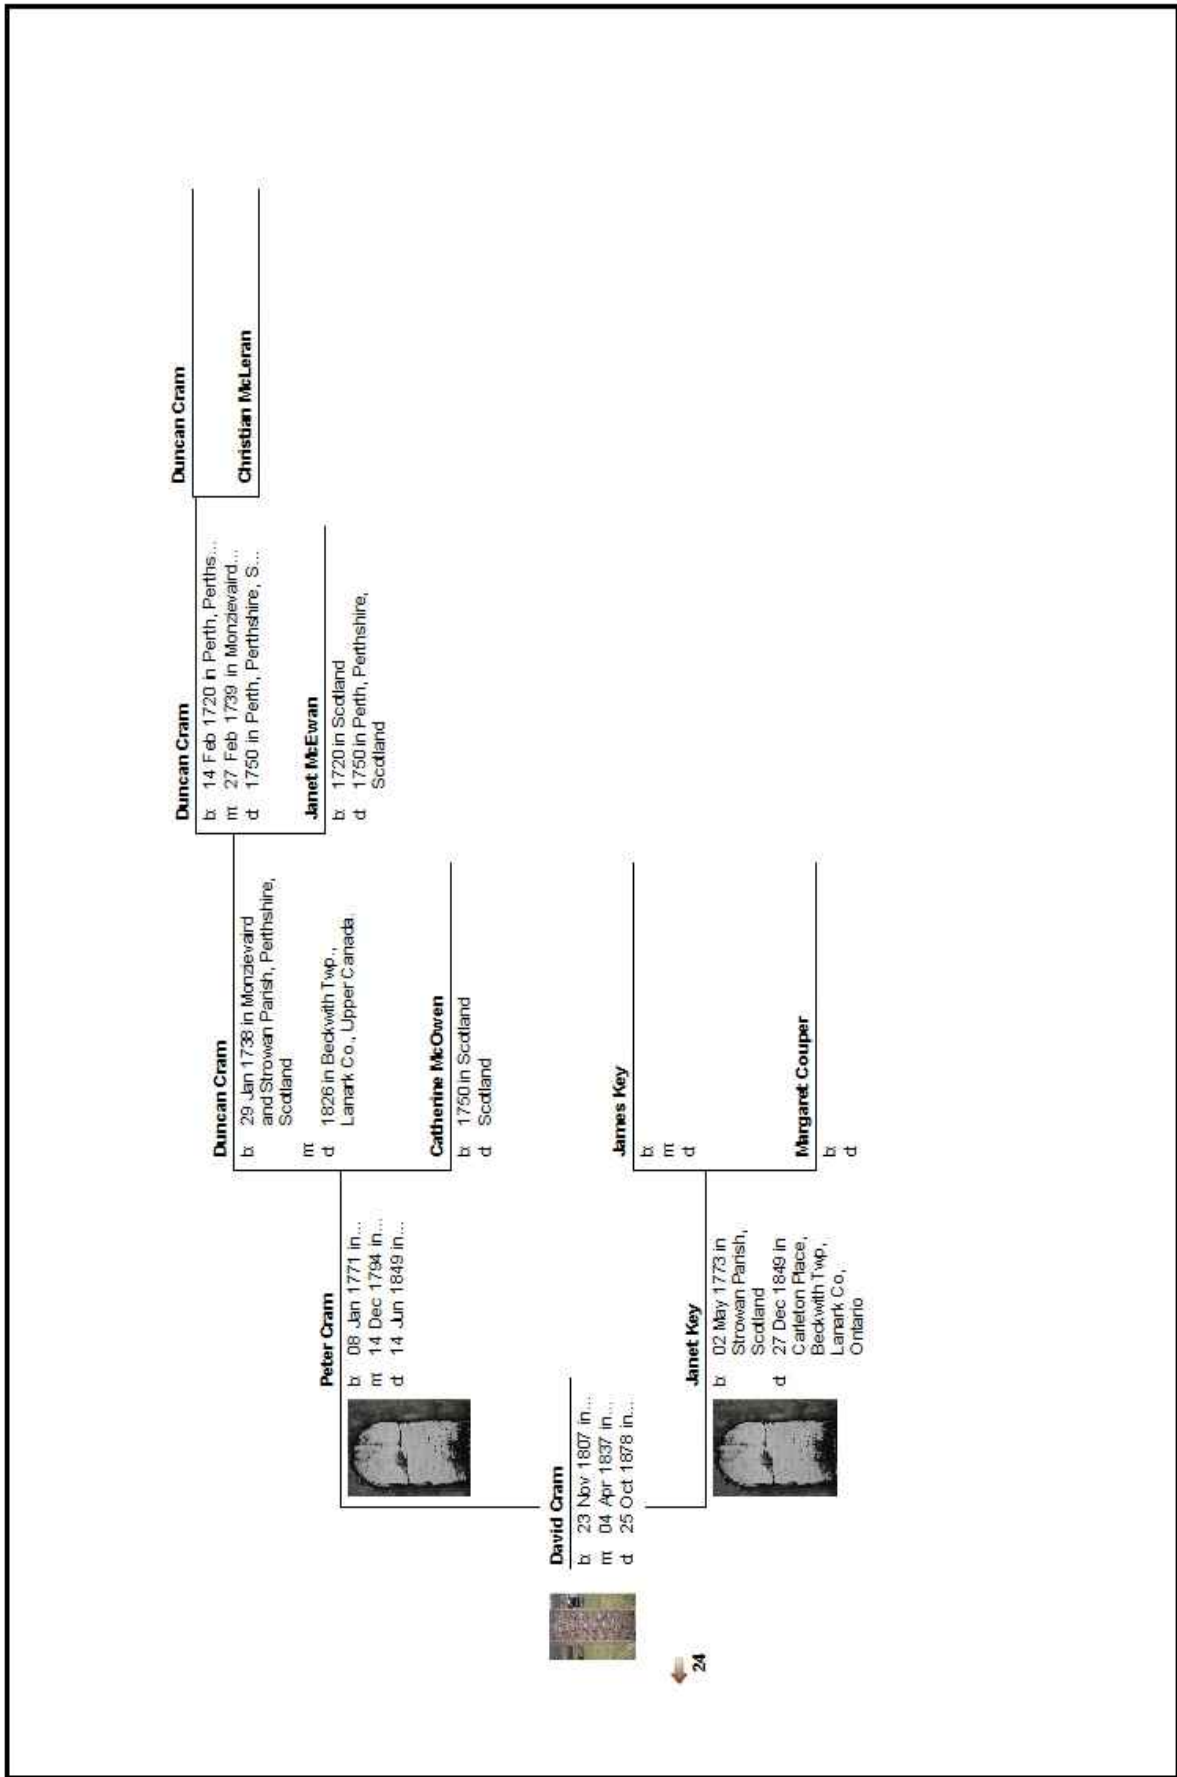 Duncan Cram
Christian McLeran
Duncan Cram
b: 14 Feb 1720 in Perth, Perths...
m: 27 Feb 1739 in Monzievaird...
d: 1750 in Perth, Perthshire, S...
Janet McEwan
b: 1720 in Scotland
d: 1750 in Perth, Perthshire,
Scotland
Duncan Cram
b: 29 Jan 1738 in Monzievaird
and Strowan Parish, Perthshire,
Scotland
m:
d: 1826 in Beckwith Twp.,
Lanark Co., Upper Canada.
Catherine McOwen
b: 1750 in Scotland
d: Scotland
Peter Cram
b: 08 Jan 1771 in...
m: 14 Dec 1794 in...
d: 14 Jun 1849 in...
James Key
b:
m:
d:
Margaret Couper
b:
d:
Janet Key
b: 02 May 1773 in
Strowan Parish,
Scotland
d: 27 Dec 1849 in
Carleton Place,
Beckwith Twp,
Lanark Co,
Ontario
David Cram
b: 23 Nov 1807 in...
m: 04 Apr 1837 in...
d: 25 Oct 1878 in...
24